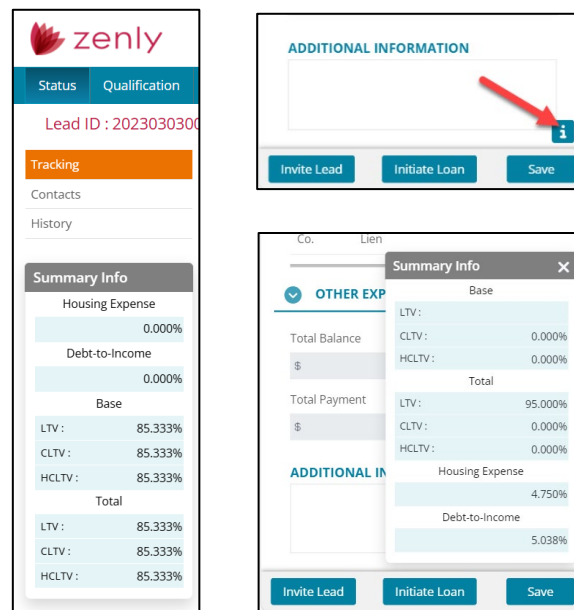 zenly
Status Qualification
Lead ID : 2023030300
Tracking
Contacts
History
Summary Info
Housing Expense
0.000%
Debt-to-Income
0.000%
Base
LTV : 85.333%
CLTV : 85.333%
HCLTV : 85.333%
Total
LTV : 85.333%
CLTV : 85.333%
HCLTV : 85.333%
ADDITIONAL INFORMATION
i
Invite Lead Initiate Loan Save
Co. Lien
OTHER EXP
Total Balance
$
Total Payment
$
ADDITIONAL IN
Summary Info ×
Base
LTV :
CLTV : 0.000%
HCLTV : 0.000%
Total
LTV : 95.000%
CLTV : 0.000%
HCLTV : 0.000%
Housing Expense
4.750%
Debt-to-Income
5.038%
Invite Lead Initiate Loan Save